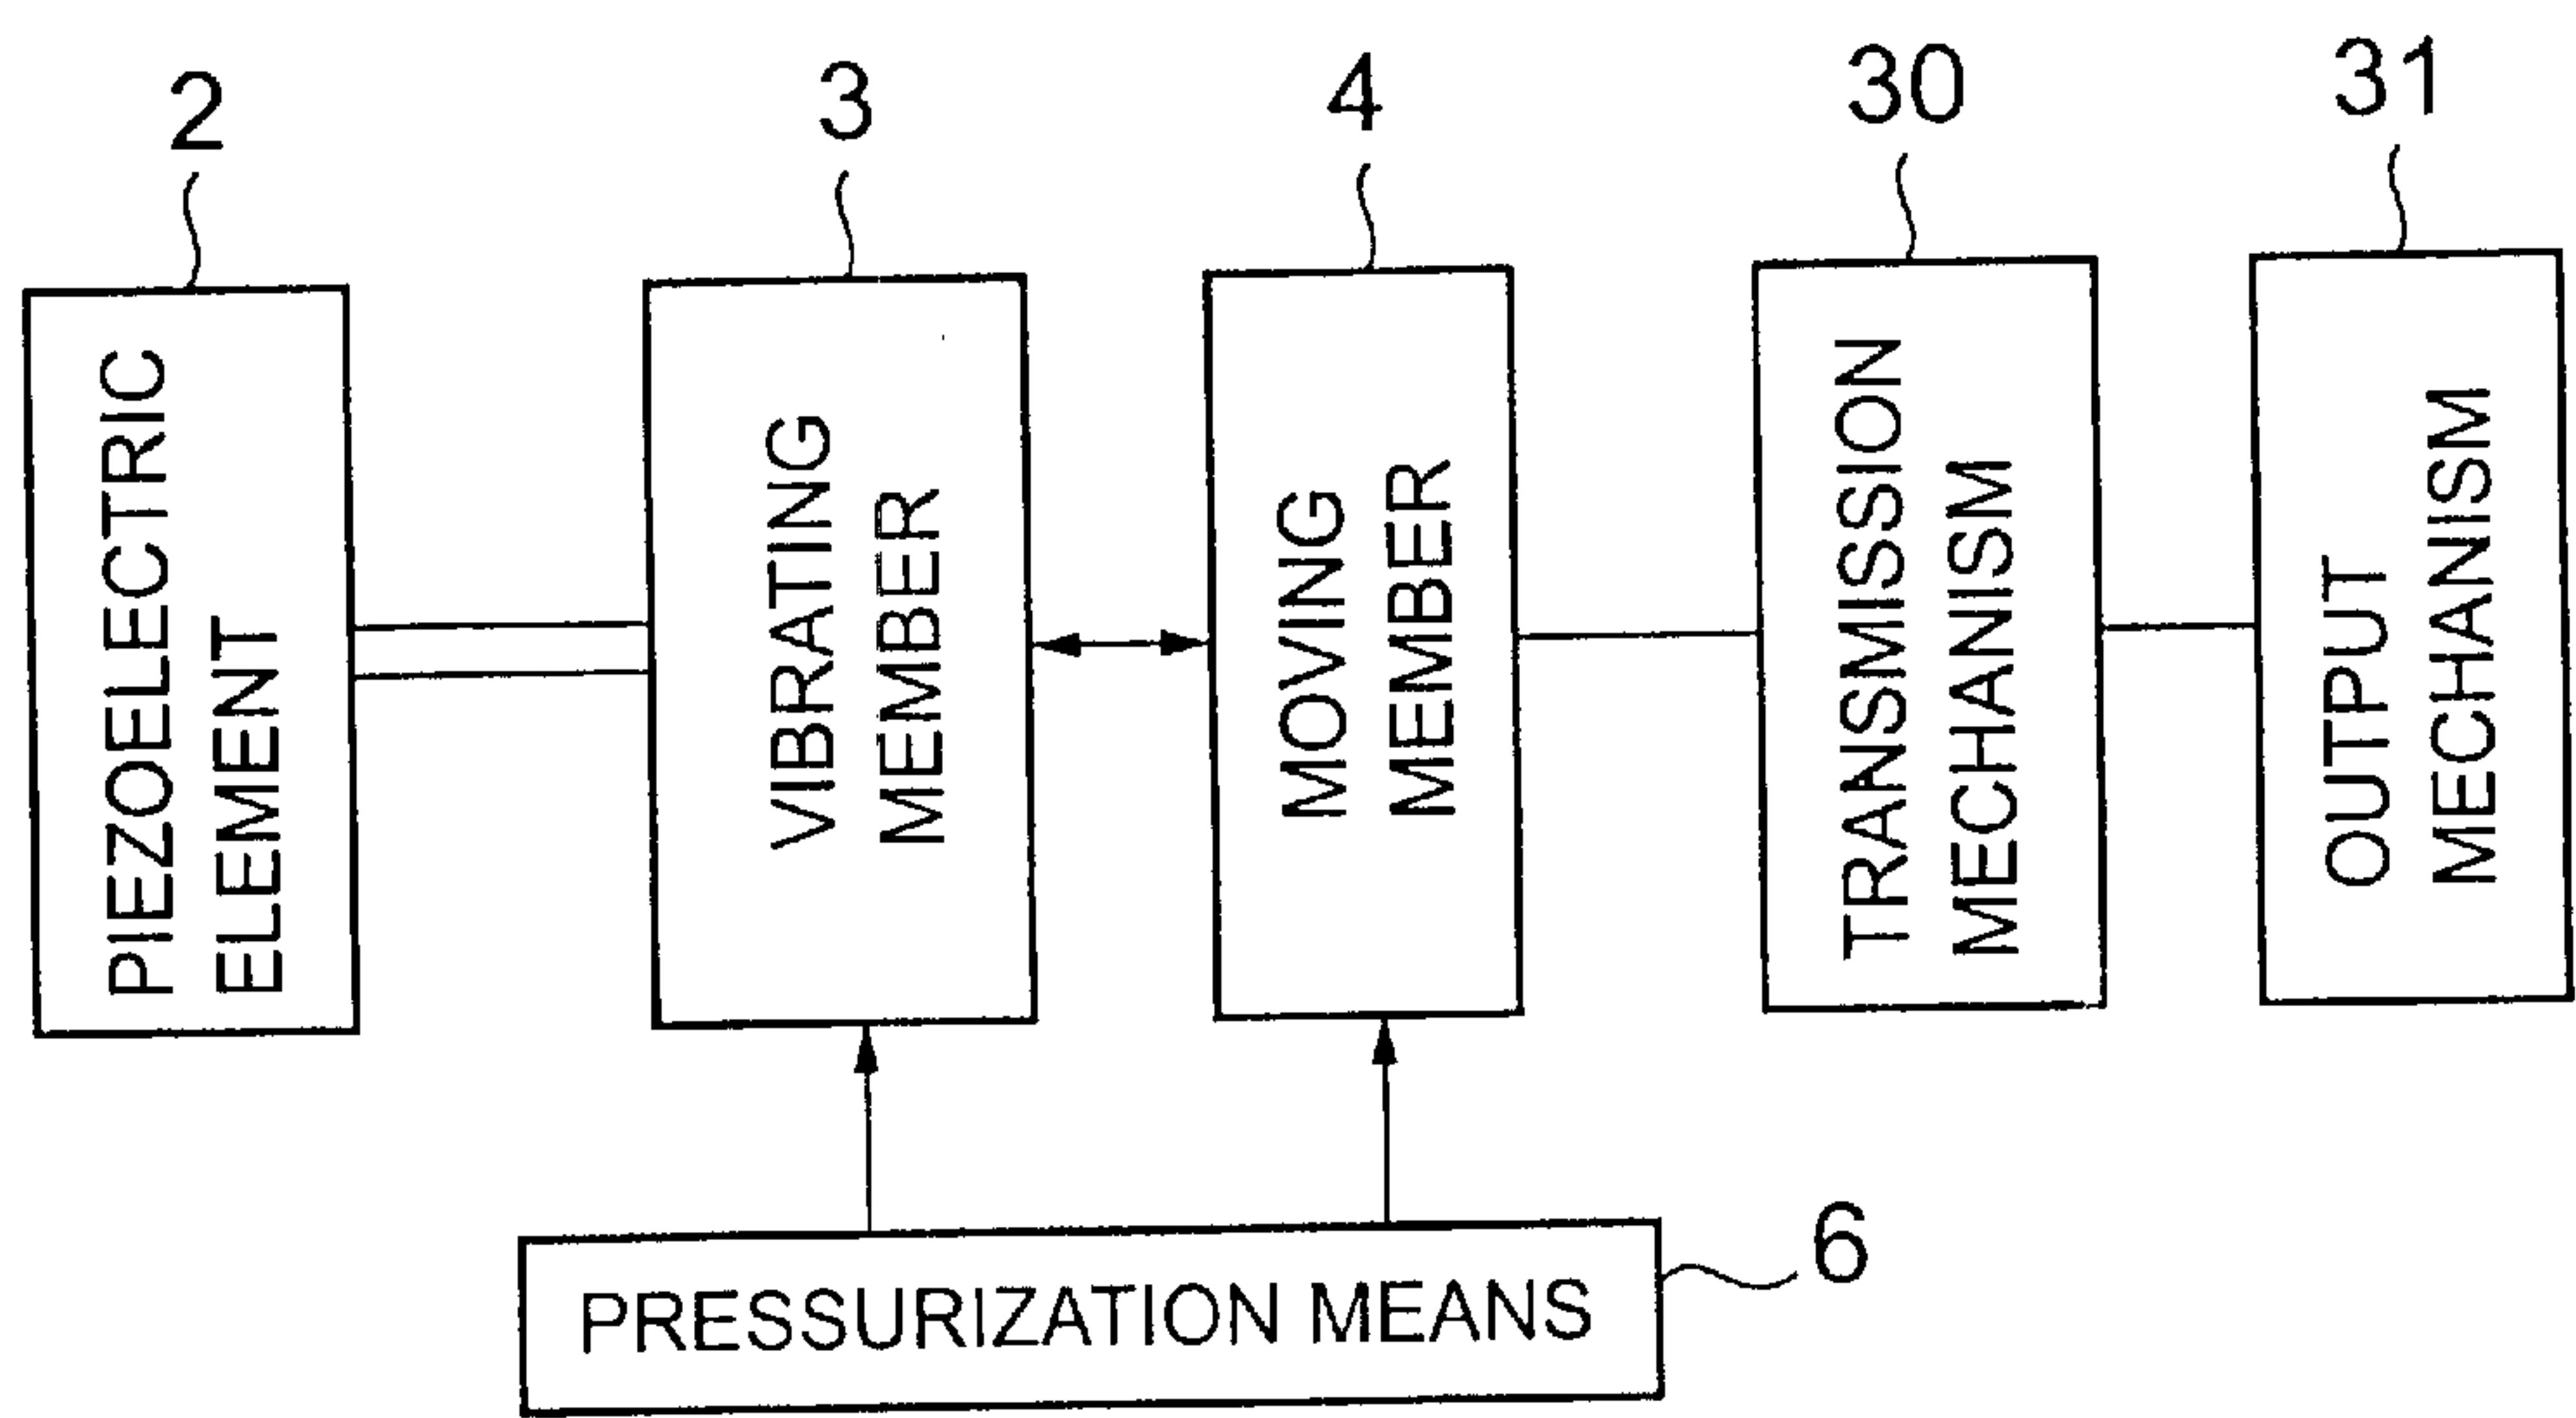 2
3
4
30
31
PIEZOELECTRIC
ELEMENT
VIBRATING
MEMBER
MOVING
MEMBER
TRANSMISSION
MECHANISM
OUTPUT
MECHANISM
PRESSURIZATION MEANS
6